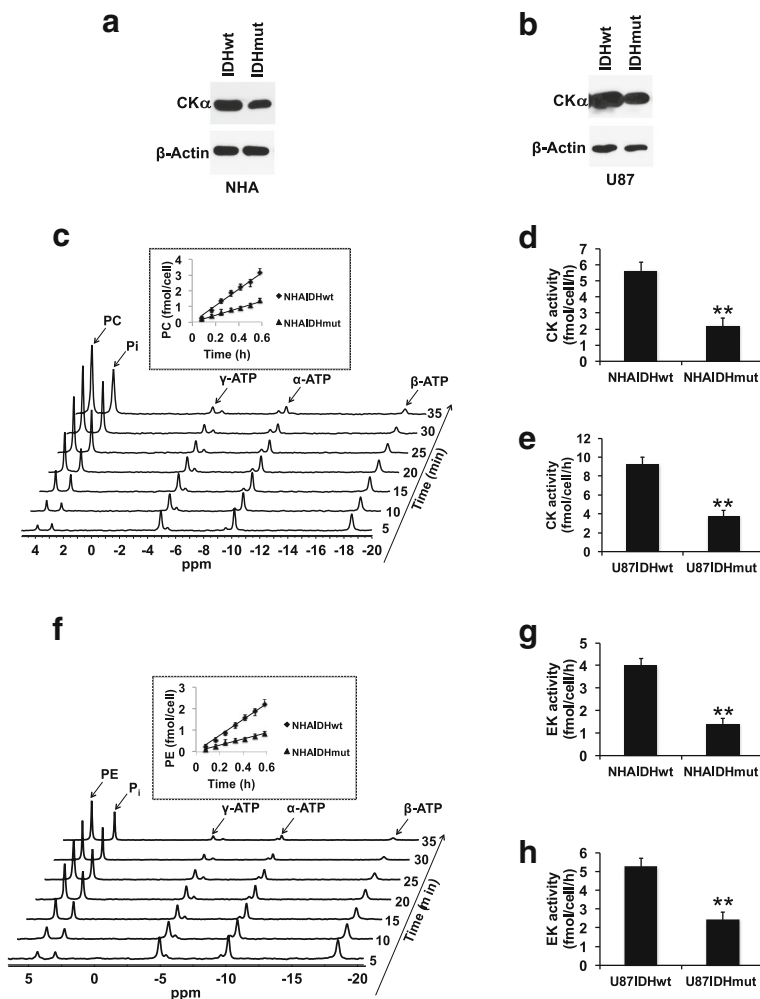 a
IDHwt
IDHmut
CKα
β-Actin
NHA
b
IDHwt
IDHmut
CKα
β-Actin
U87
c
PC (fmol/cell)
4
3
2
1
0
0 0.2 0.4 0.6
Time (h)
NHAIDHwt
NHAIDHmut
PC
Pi
γ-ATP
α-ATP
β-ATP
35
30
25
20
15
10
5
Time (min)
4 2 0 -2 -4 -6 -8 -10 -12 -14 -16 -18 -20
ppm
d
CK activity
(fmol/cell/h)
7
6
5
4
3
2
1
0
**
NHAIDHwt NHAIDHmut
e
CK activity
(fmol/cell/h)
12
10
8
6
4
2
0
**
U87IDHwt U87IDHmut
f
PE (fmol/cell)
3
2
1
0
0 0.2 0.4 0.6
Time (h)
NHAIDHwt
NHAIDHmut
PE
Pi
γ-ATP
α-ATP
β-ATP
35
30
25
20
15
10
5
Time (min)
5 0 -5 -10 -15 -20
ppm
g
EK activity
(fmol/cell/h)
5
4
3
2
1
0
**
NHAIDHwt NHAIDHmut
h
EK activity
(fmol/cell/h)
7
6
5
4
3
2
1
0
**
U87IDHwt U87IDHmut